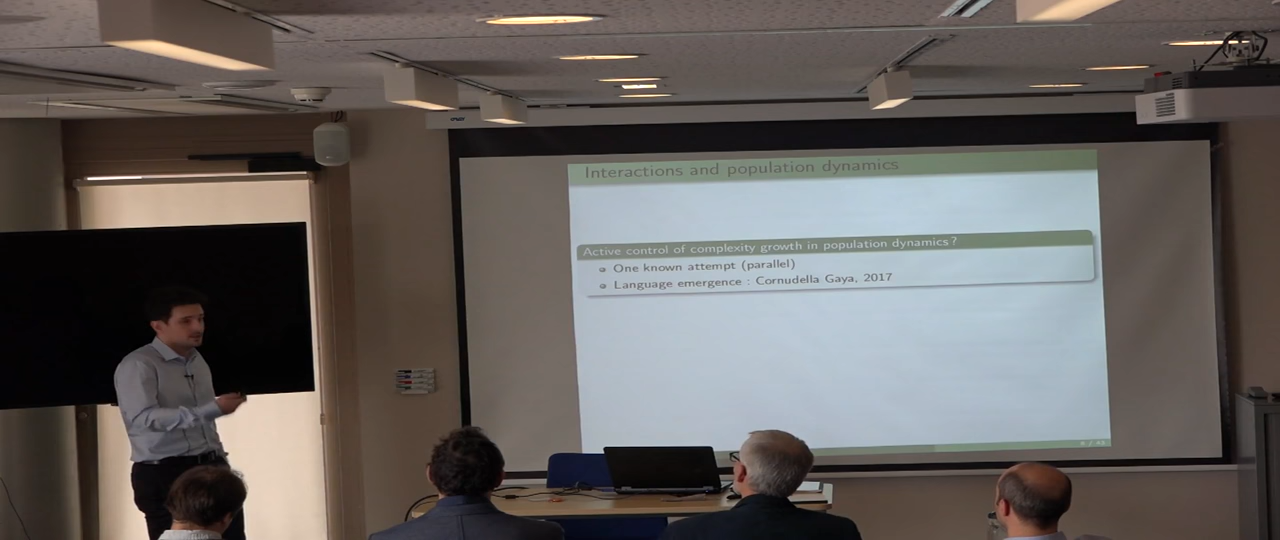 Interactions and population dynamics
Active control of complexity growth in population dynamics ?
One known attempt (parallel)
Language emergence : Cornudella Gaya, 2017